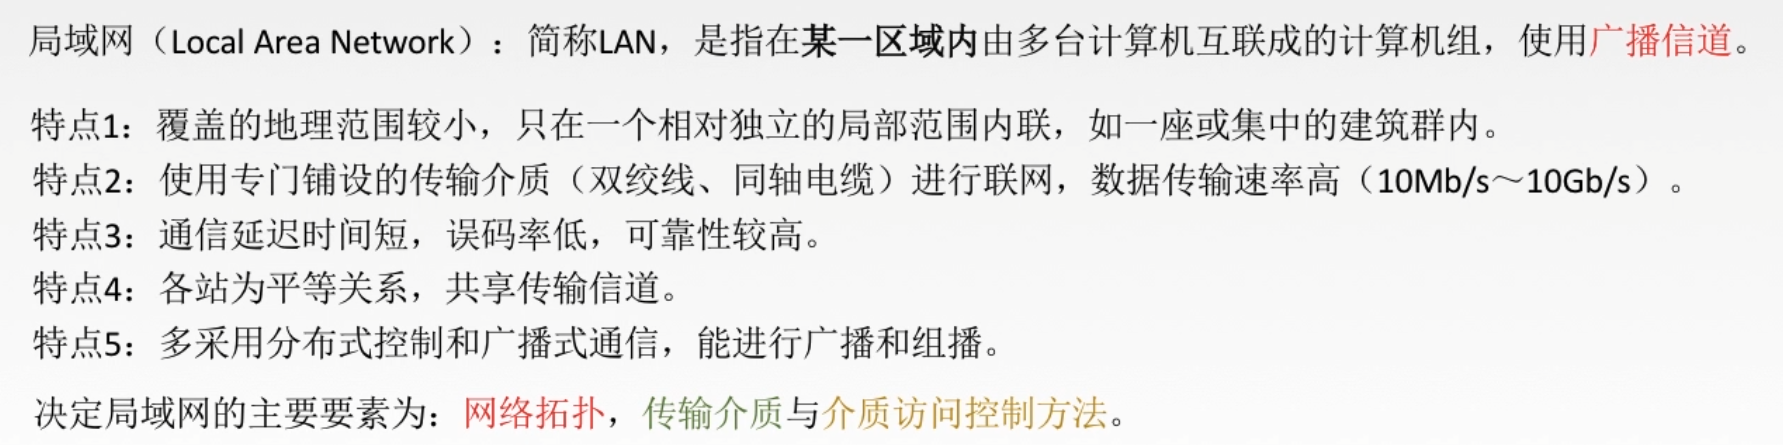 局域网（Local Area Network）：简称LAN，是指在某一区域内由多台计算机互联成的计算机组，使用广播信道。
特点1：覆盖的地理范围较小，只在一个相对独立的局部范围内联，如一座或集中的建筑群内。
特点2：使用专门铺设的传输介质（双绞线、同轴电缆）进行联网，数据传输速率高（10Mb/s～10Gb/s）。
特点3：通信延迟时间短，误码率低，可靠性较高。
特点4：各站为平等关系，共享传输信道。
特点5：多采用分布式控制和广播式通信，能进行广播和组播。
决定局域网的主要要素为：网络拓扑，传输介质与介质访问控制方法。